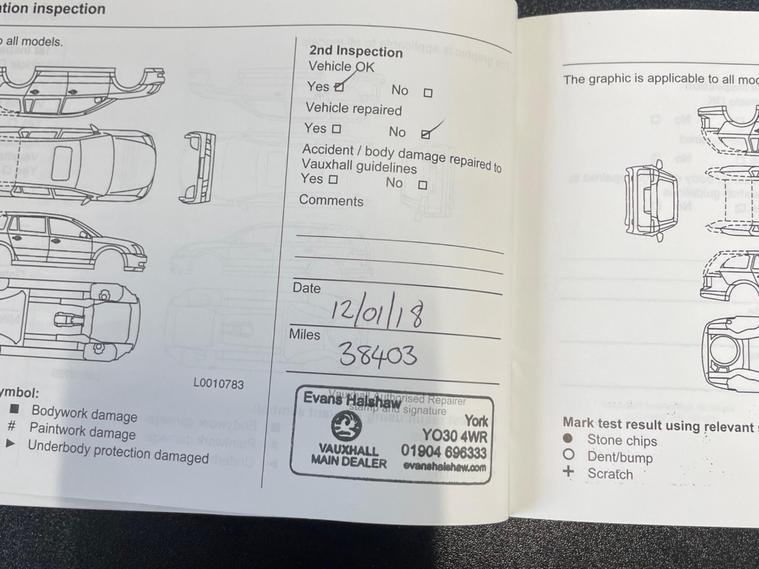 tion inspection
all models.
L0010783
ymbol:
■ Bodywork damage
# Paintwork damage
▶ Underbody protection damaged
2nd Inspection
Vehicle OK
Yes ☑ No ☐
Vehicle repaired
Yes ☐ No ☑
Accident / body damage repaired to
Vauxhall guidelines
Yes ☐ No ☐
Comments
Date
12/01/18
Miles
38403
Vauxhall Authorised Repairer
stamp and signature
Evans Halshaw
York
YO30 4WR
VAUXHALL 01904 696333
MAIN DEALER evanshalshaw.com
The graphic is applicable to all mod
Mark test result using relevant s
● Stone chips
○ Dent/bump
+ Scratch